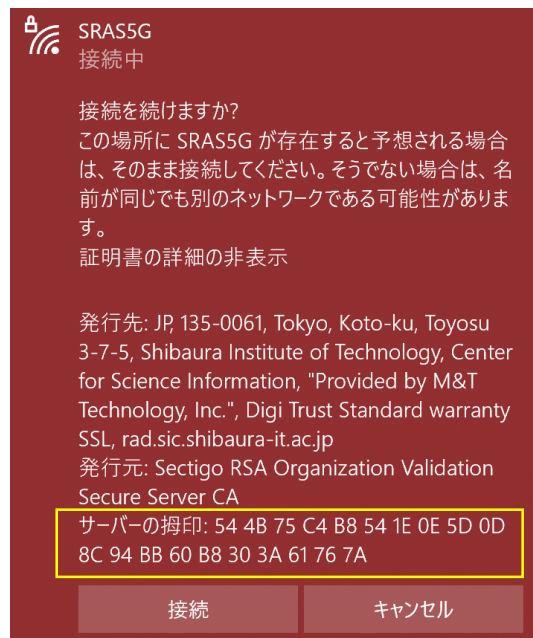 SRAS5G
接続中
接続を続けますか?
この場所に SRAS5G が存在すると予想される場合
は、そのまま接続してください。そうでない場合は、名
前が同じでも別のネットワークである可能性がありま
す。
証明書の詳細の非表示
発行先: JP, 135-0061, Tokyo, Koto-ku, Toyosu
3-7-5, Shibaura Institute of Technology, Center
for Science Information, "Provided by M&T
Technology, Inc.", Digi Trust Standard warranty
SSL, rad.sic.shibaura-it.ac.jp
発行元: Sectigo RSA Organization Validation
Secure Server CA
サーバーの拇印: 54 4B 75 C4 B8 54 1E 0E 5D 0D
8C 94 BB 60 B8 30 3A 61 76 7A
接続
キャンセル